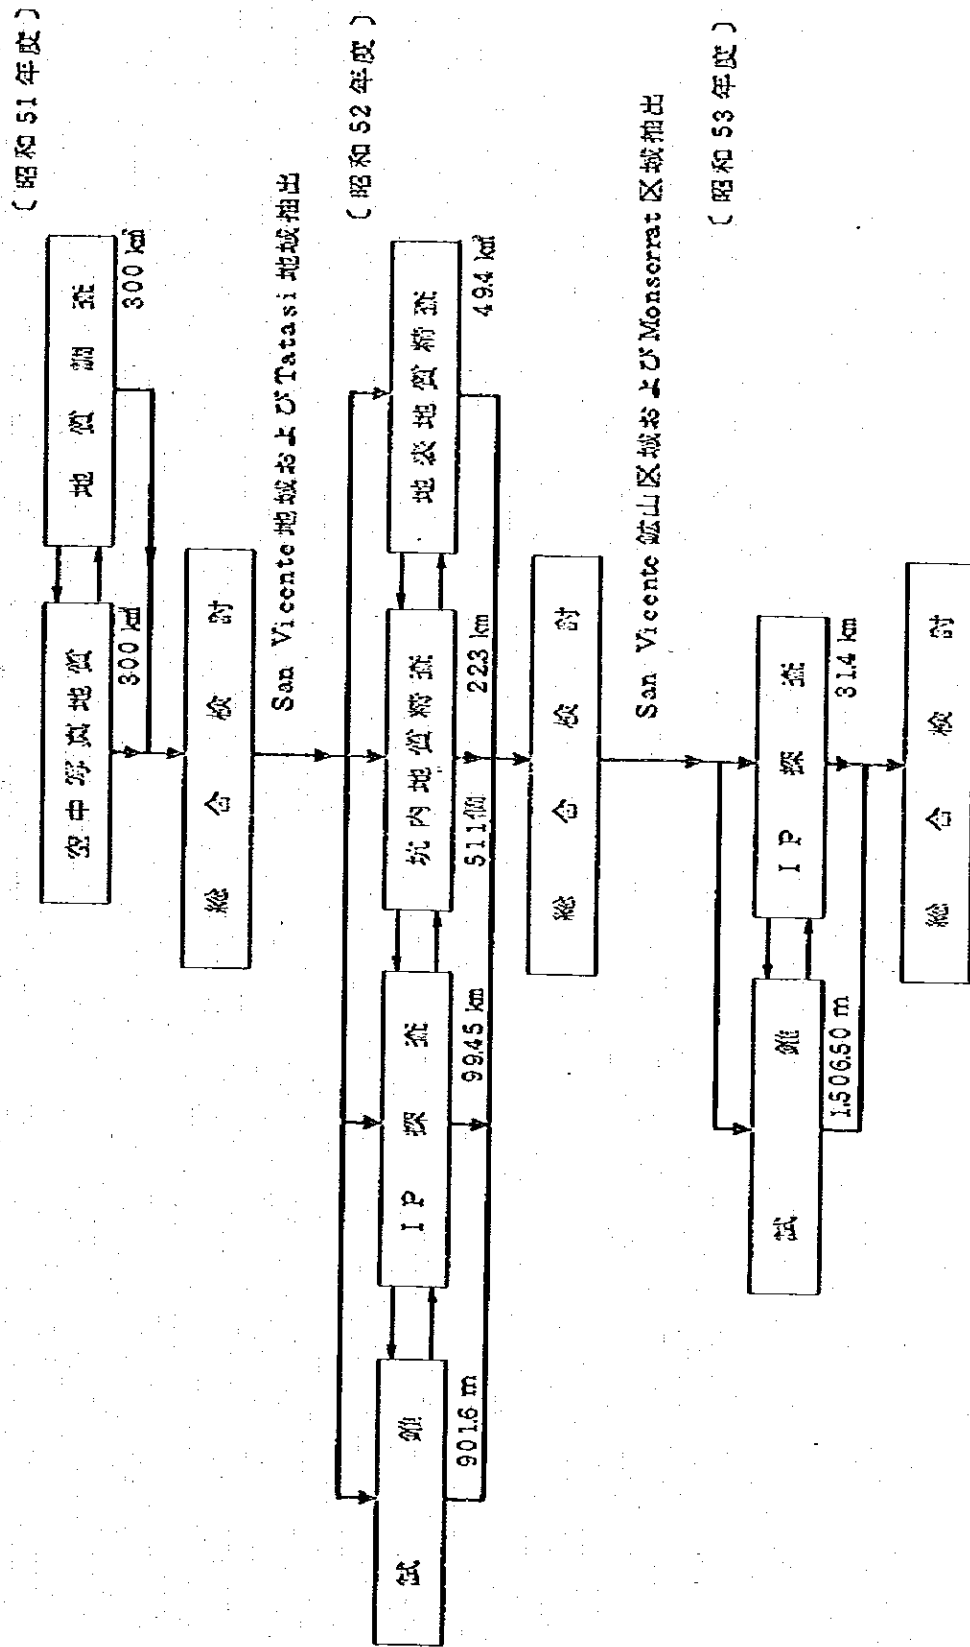 (昭和51年度)
空中写真地質
地質調査
300km²
300km²
総合検討
San Vicente 地域および Tatasi 地域抽出
(昭和52年度)
試錐
IP探査
坑内地質精査
地表地質精査
901.6 m
99.45 km
511個
22.3 km
49.4 km²
総合検討
San Vicente 鉱山区域および Monserrat 区域抽出
(昭和53年度)
試錐
IP探査
1,506.50 m
31.4 km
総合検討